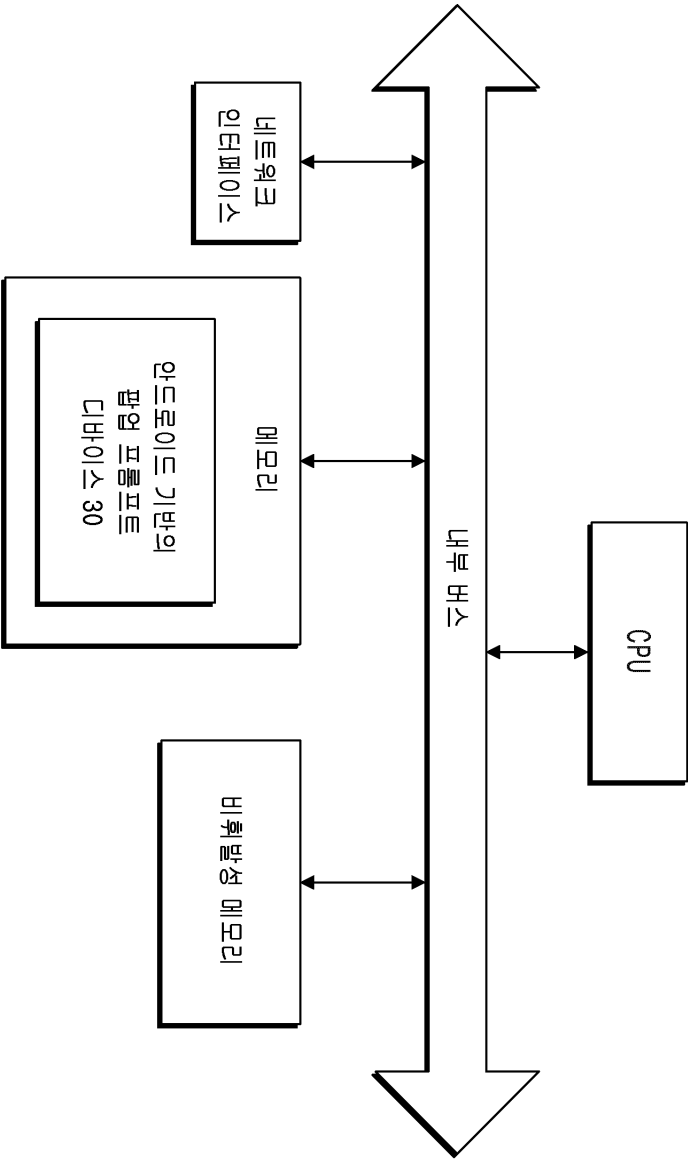 CPU
내부 버스
네트워크
인터페이스
메모리
안드로이드 기반의
팝업 프롬프트
디바이스 30
비휘발성 메모리